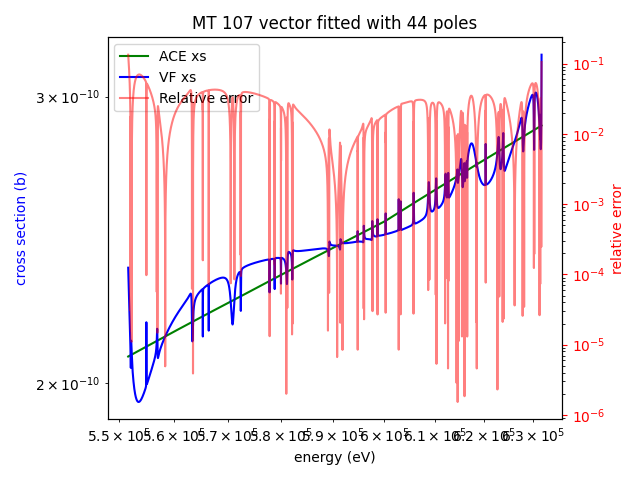 MT 107 vector fitted with 44 poles
ACE xs
VF xs
Relative error
3 × 10⁻¹⁰
2 × 10⁻¹⁰
cross section (b)
10⁻¹
10⁻²
10⁻³
10⁻⁴
10⁻⁵
10⁻⁶
relative error
5.5 × 10⁵ 5.6 × 10⁵ 5.7 × 10⁵ 5.8 × 10⁵ 5.9 × 10⁵ 6 × 10⁵ 6.1 × 10⁵ 6.2 × 10⁵ 6.3 × 10⁵
energy (eV)